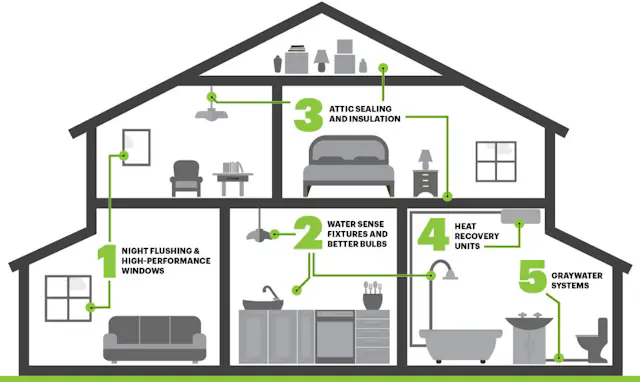 3
ATTIC SEALING
AND INSULATION
1
NIGHT FLUSHING &
HIGH-PERFORMANCE
WINDOWS
2
WATER SENSE
FIXTURES AND
BETTER BULBS
4
HEAT
RECOVERY
UNITS
5
GRAYWATER
SYSTEMS